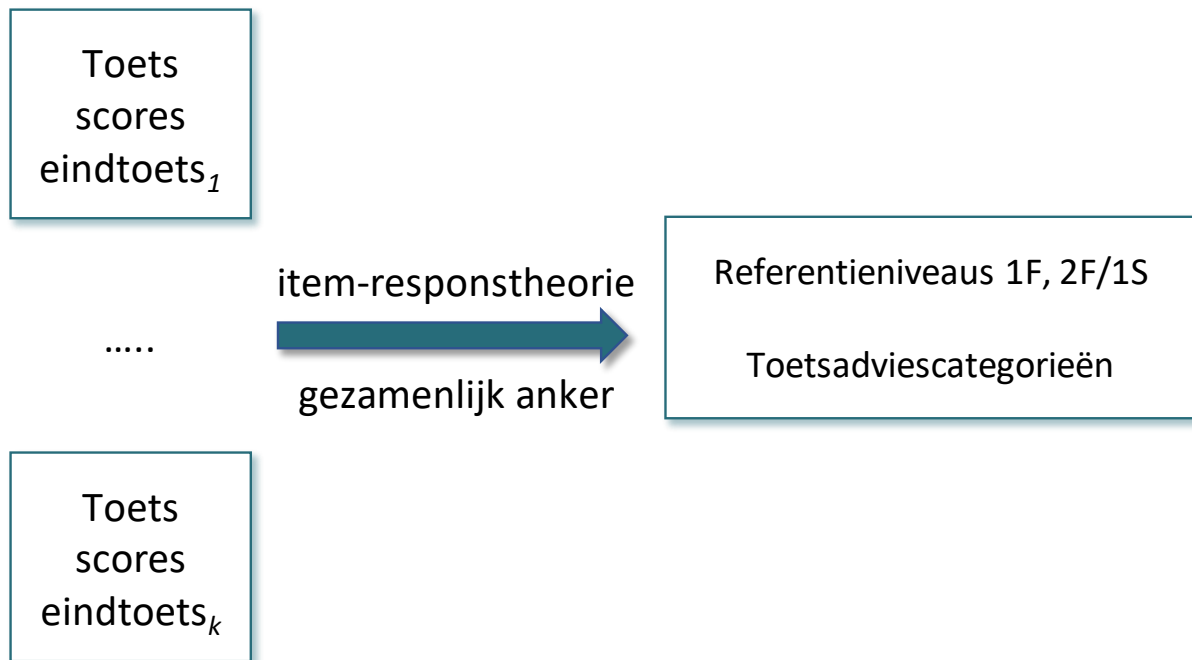 Toets
scores
eindtoets1
…..
Toets
scores
eindtoetsk
item-responstheorie
gezamenlijk anker
Referentieniveaus 1F, 2F/1S
Toetsadviescategorieën